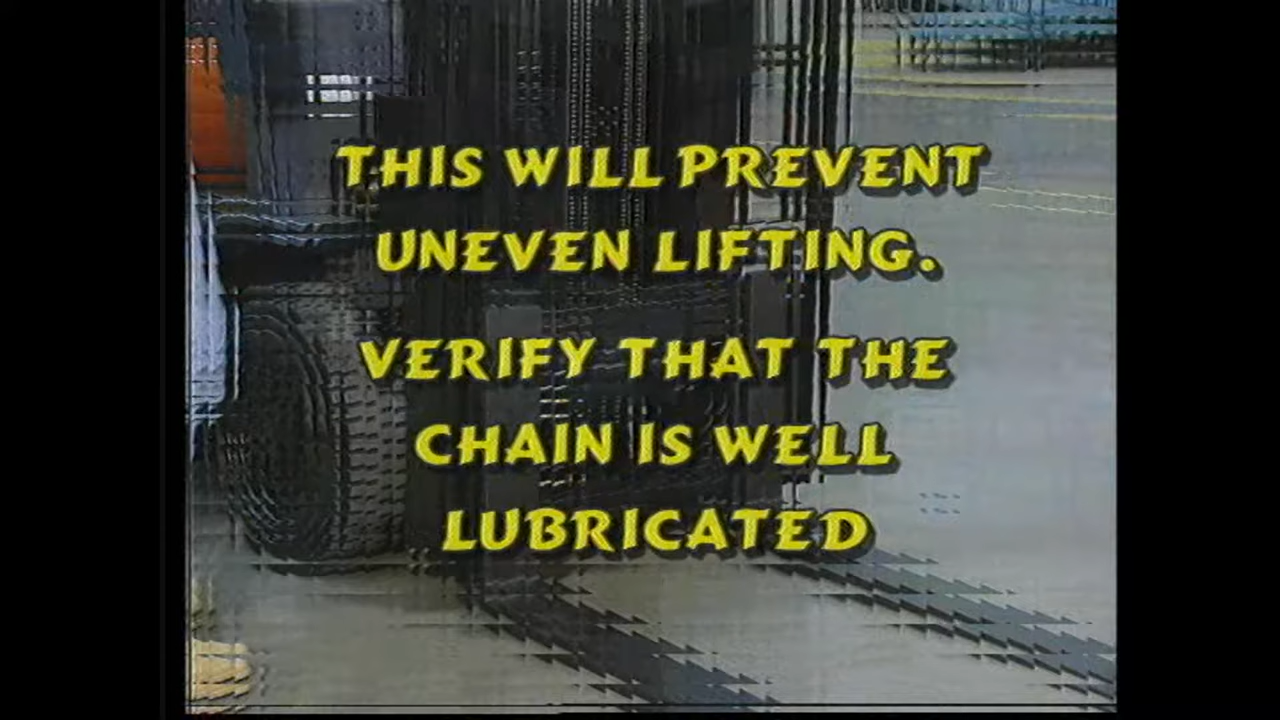 THIS WILL PREVENT
UNEVEN LIFTING.
VERIFY THAT THE
CHAIN IS WELL
LUBRICATED